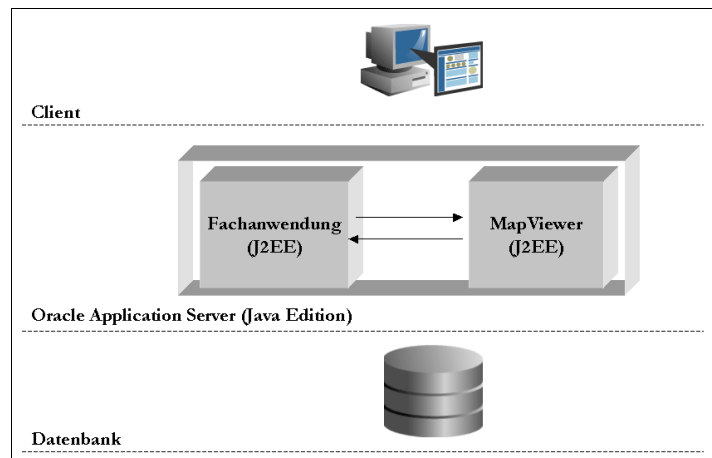 Client
Fachanwendung
(J2EE)
MapViewer
(J2EE)
Oracle Application Server (Java Edition)
Datenbank